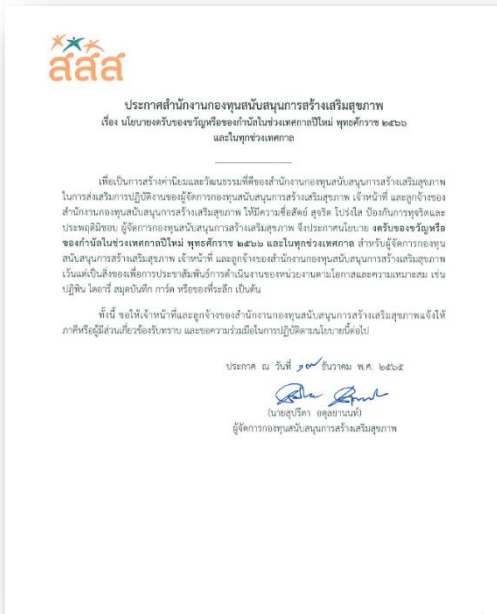 สสส
ประกาศสำนักงานกองทุนสนับสนุนการสร้างเสริมสุขภาพ
เรื่อง นโยบายงดรับของขวัญหรือของกำนัลในช่วงเทศกาลปีใหม่ พุทธศักราช ๒๕๖๖
และในทุกช่วงเทศกาล
เพื่อเป็นการสร้างค่านิยมและวัฒนธรรมที่ดีของสำนักงานกองทุนสนับสนุนการสร้างเสริมสุขภาพ
ในการส่งเสริมการปฏิบัติงานของผู้จัดการกองทุนสนับสนุนการสร้างเสริมสุขภาพ เจ้าหน้าที่ และลูกจ้างของ
สำนักงานกองทุนสนับสนุนการสร้างเสริมสุขภาพ ให้มีความซื่อสัตย์ สุจริต โปร่งใส ป้องกันการทุจริตและ
ประพฤติมิชอบ ผู้จัดการกองทุนสนับสนุนการสร้างเสริมสุขภาพ จึงประกาศนโยบาย งดรับของขวัญหรือ
ของกำนัลในช่วงเทศกาลปีใหม่ พุทธศักราช ๒๕๖๖ และในทุกช่วงเทศกาล สำหรับผู้จัดการกองทุน
สนับสนุนการสร้างเสริมสุขภาพ เจ้าหน้าที่ และลูกจ้างของสำนักงานกองทุนสนับสนุนการสร้างเสริมสุขภาพ
เว้นแต่เป็นสิ่งของเพื่อการประชาสัมพันธ์การดำเนินงานของหน่วยงานตามโอกาสและความเหมาะสม เช่น
ปฏิทิน ไดอารี่ สมุดบันทึก การ์ด หรือของที่ระลึก เป็นต้น
ทั้งนี้ ขอให้เจ้าหน้าที่และลูกจ้างของสำนักงานกองทุนสนับสนุนการสร้างเสริมสุขภาพแจ้งให้
ภาคีหรือผู้มีส่วนเกี่ยวข้องรับทราบ และขอความร่วมมือในการปฏิบัติตามนโยบายนี้ต่อไป
ประกาศ ณ วันที่ ธันวาคม พ.ศ. ๒๕๖๕
(นายสุปรีดา อดุลยานนท์)
ผู้จัดการกองทุนสนับสนุนการสร้างเสริมสุขภาพ